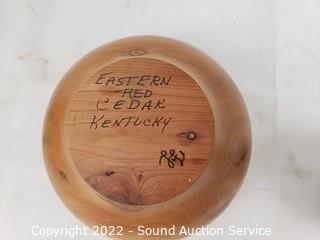 EASTERN
RED
CEDAR
KENTUCKY
Copyright 2022 - Sound Auction Service